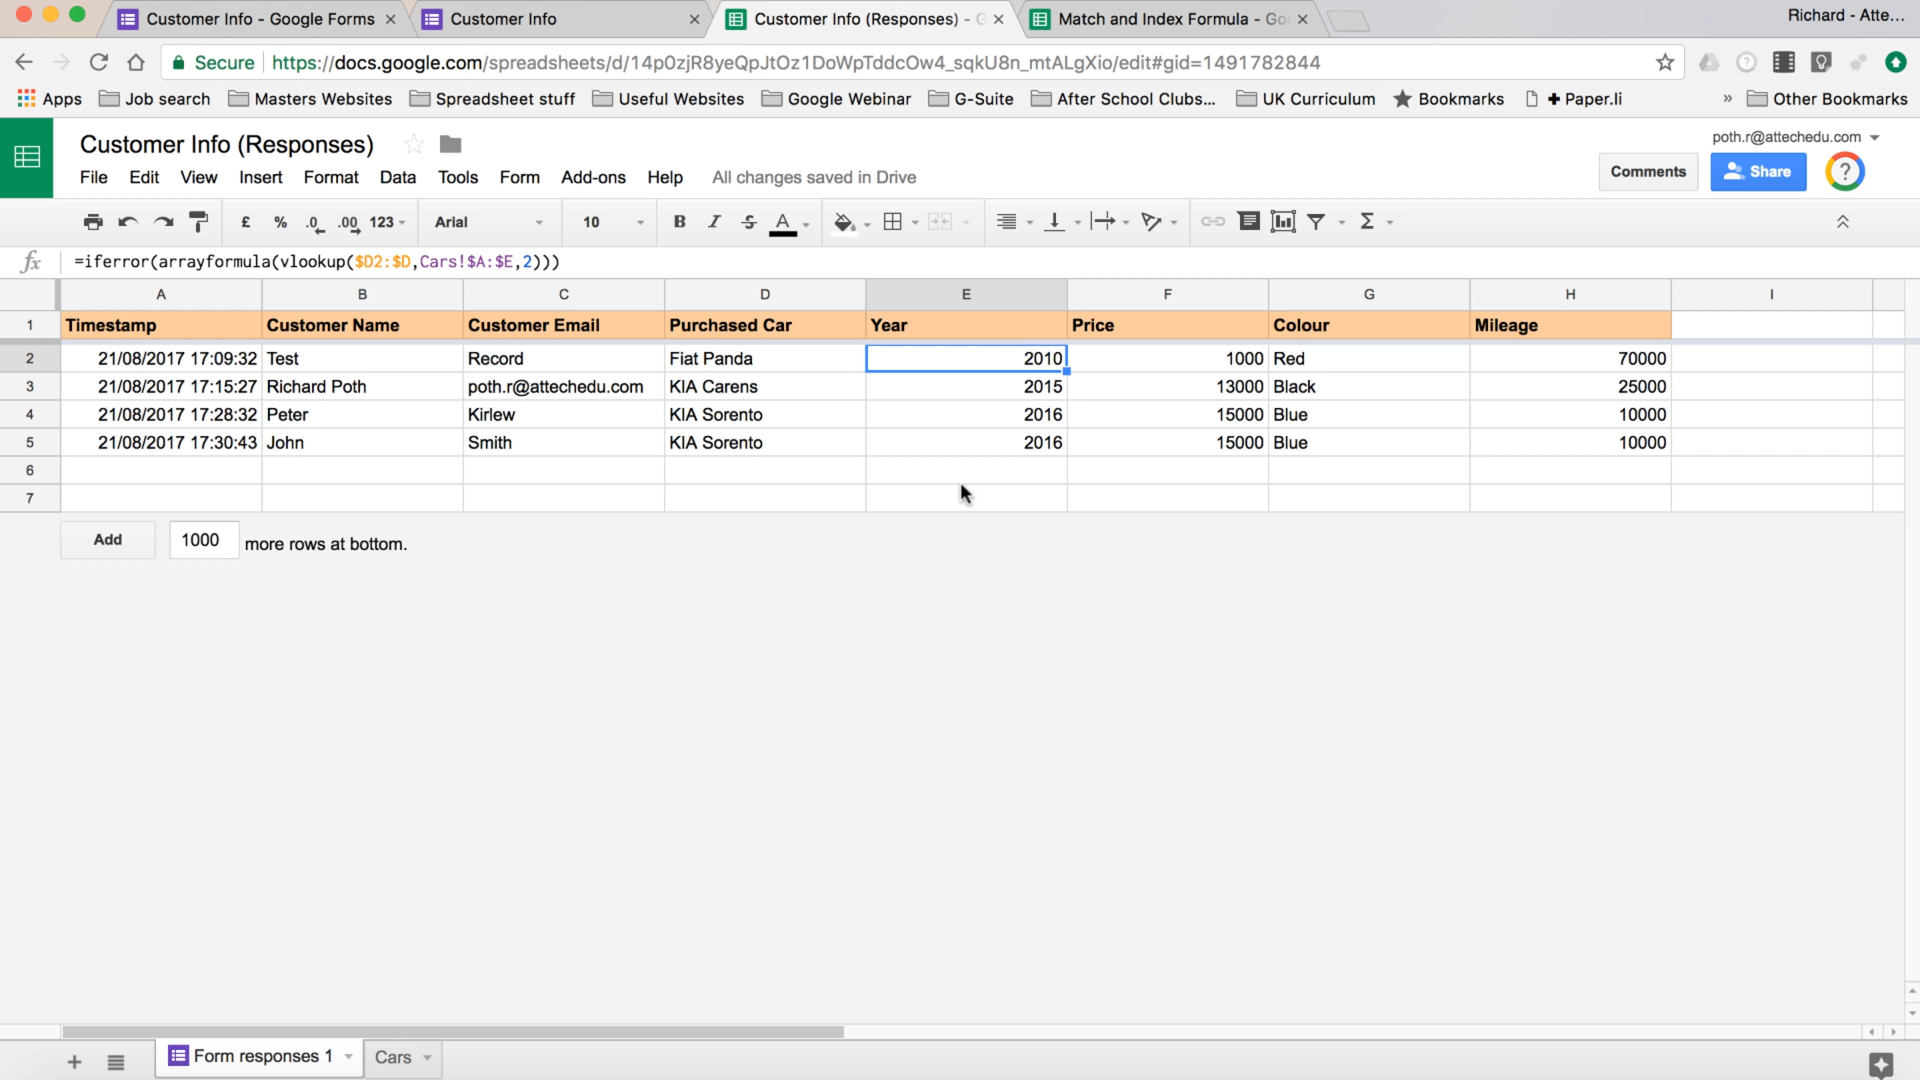 Customer Info - Google Forms
Customer Info
Customer Info (Responses) - G
Match and Index Formula - Go
Richard - Atte...
Secure
https://docs.google.com/spreadsheets/d/14p0zjR8yeQpJtOz1DoWpTddcOw4_sqkU8n_mtALgXio/edit#gid=1491782844
Apps Job search Masters Websites Spreadsheet stuff Useful Websites Google Webinar G-Suite After School Clubs... UK Curriculum Bookmarks Paper.li » Other Bookmarks
Customer Info (Responses)
poth.r@attechedu.com
File Edit View Insert Format Data Tools Form Add-ons Help All changes saved in Drive
Comments Share ?
£ % .0 .00 123 Arial 10 B I S A Σ
fx =iferror(arrayformula(vlookup($D2:$D,Cars!$A:$E,2)))
A B C D E F G H I
1 Timestamp Customer Name Customer Email Purchased Car Year Price Colour Mileage
2 21/08/2017 17:09:32 Test Record Fiat Panda 2010 1000 Red 70000
3 21/08/2017 17:15:27 Richard Poth poth.r@attechedu.com KIA Carens 2015 13000 Black 25000
4 21/08/2017 17:28:32 Peter Kirlew KIA Sorento 2016 15000 Blue 10000
5 21/08/2017 17:30:43 John Smith KIA Sorento 2016 15000 Blue 10000
6
7
Add 1000 more rows at bottom.
Form responses 1 Cars